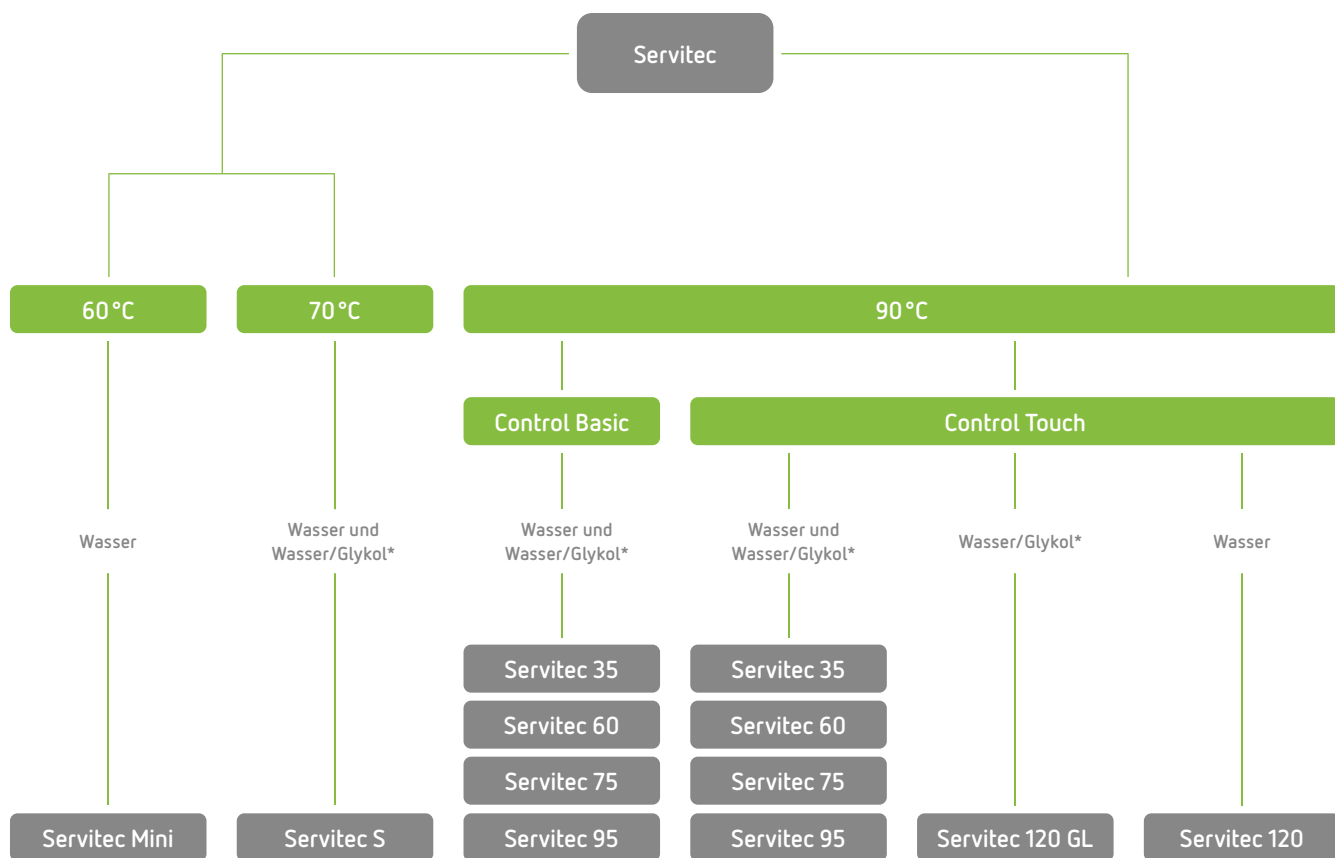 Servitec
60 °C
70 °C
90 °C
Control Basic
Control Touch
Wasser
Wasser und
Wasser/Glykol*
Wasser und
Wasser/Glykol*
Wasser und
Wasser/Glykol*
Wasser/Glykol*
Wasser
Servitec 35
Servitec 35
Servitec 60
Servitec 60
Servitec 75
Servitec 75
Servitec Mini
Servitec S
Servitec 95
Servitec 95
Servitec 120 GL
Servitec 120